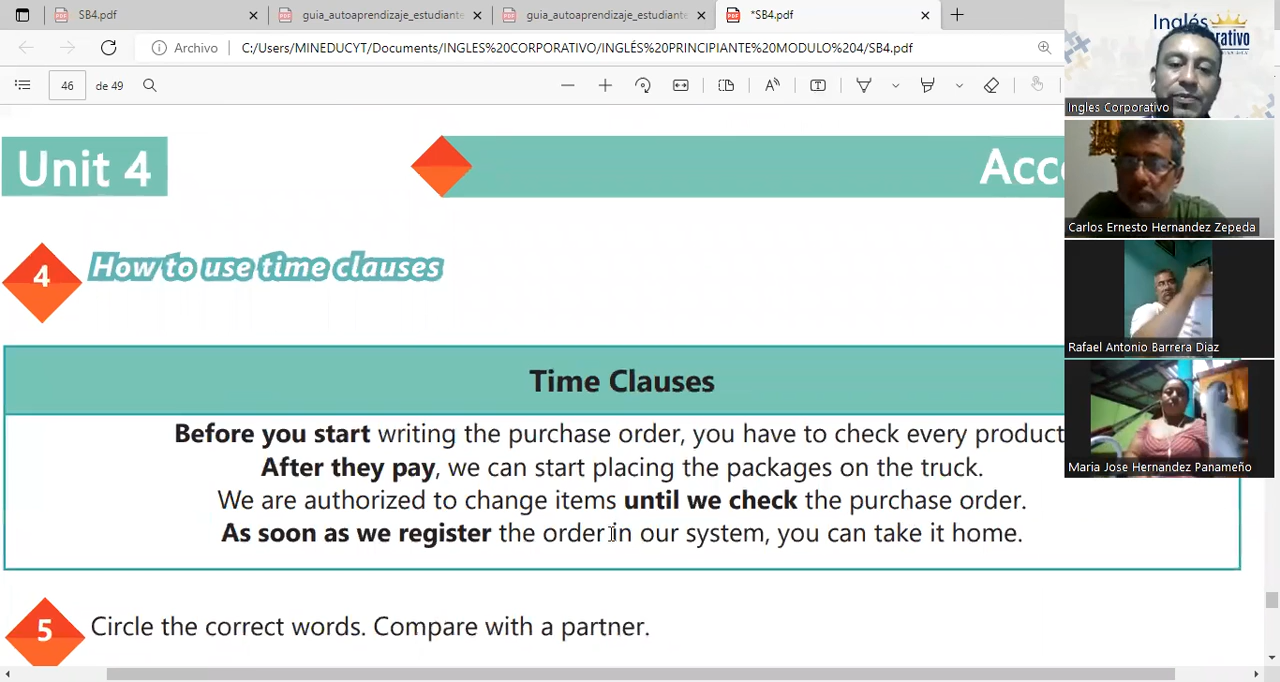 SB4.pdf
guia_autoaprendizaje_estudiante
guia_autoaprendizaje_estudiante
*SB4.pdf
Archivo
C:/Users/MINEDUCYT/Documents/INGLES%20CORPORATIVO/INGLÉS%20PRINCIPIANTE%20MODULO%204/SB4.pdf
46
de 49
Unit 4
Acc
4
How to use time clauses
Time Clauses
Before you start writing the purchase order, you have to check every product
After they pay, we can start placing the packages on the truck.
We are authorized to change items until we check the purchase order.
As soon as we register the order in our system, you can take it home.
5
Circle the correct words. Compare with a partner.
Inglés
Ingles Corporativo
Carlos Ernesto Hernandez Zepeda
Rafael Antonio Barrera Diaz
Maria Jose Hernandez Panameño